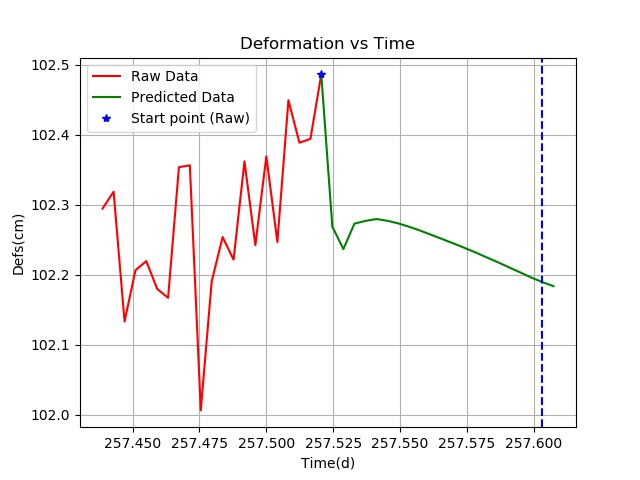 Deformation vs Time
Raw Data
Predicted Data
Start point (Raw)
102.5
102.4
102.3
102.2
102.1
102.0
Defs(cm)
257.450 257.475 257.500 257.525 257.550 257.575 257.600
Time(d)